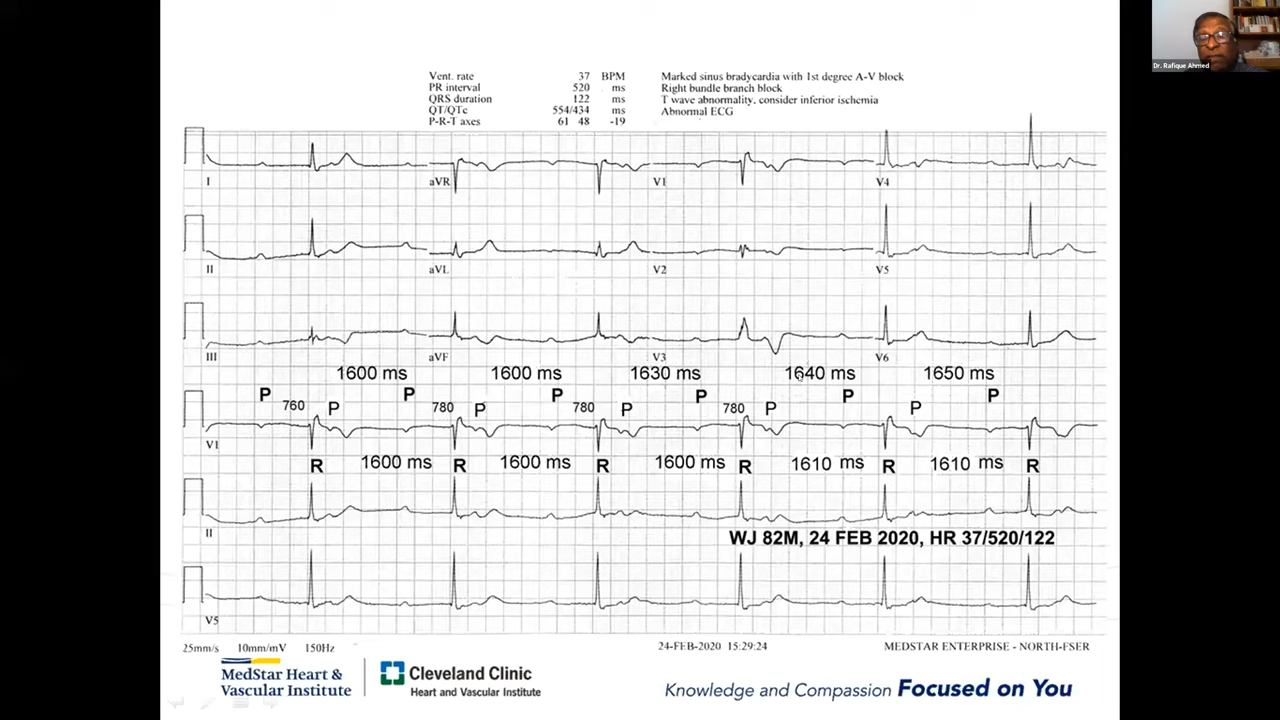 Dr. Rafique Ahmed
Vent. rate 37 BPM
PR interval 520 ms
QRS duration 122 ms
QT/QTc 554/434 ms
P-R-T axes 61 48 -19
Marked sinus bradycardia with 1st degree A-V block
Right bundle branch block
T wave abnormality, consider inferior ischemia
Abnormal ECG
I aVR V1 V4
II aVL V2 V5
III aVF V3 V6
1600 ms 1600 ms 1630 ms 1640 ms 1650 ms
P P P P P P
760 P 780 P 780 P 780 P P
V1
R 1600 ms R 1600 ms R 1600 ms R 1610 ms R 1610 ms R
II
WJ 82M, 24 FEB 2020, HR 37/520/122
V5
25mm/s 10mm/mV 150Hz 24-FEB-2020 15:29:24 MEDSTAR ENTERPRISE - NORTH-FSER
MedStar Heart &
Vascular Institute
Cleveland Clinic
Heart and Vascular Institute
Knowledge and Compassion Focused on You